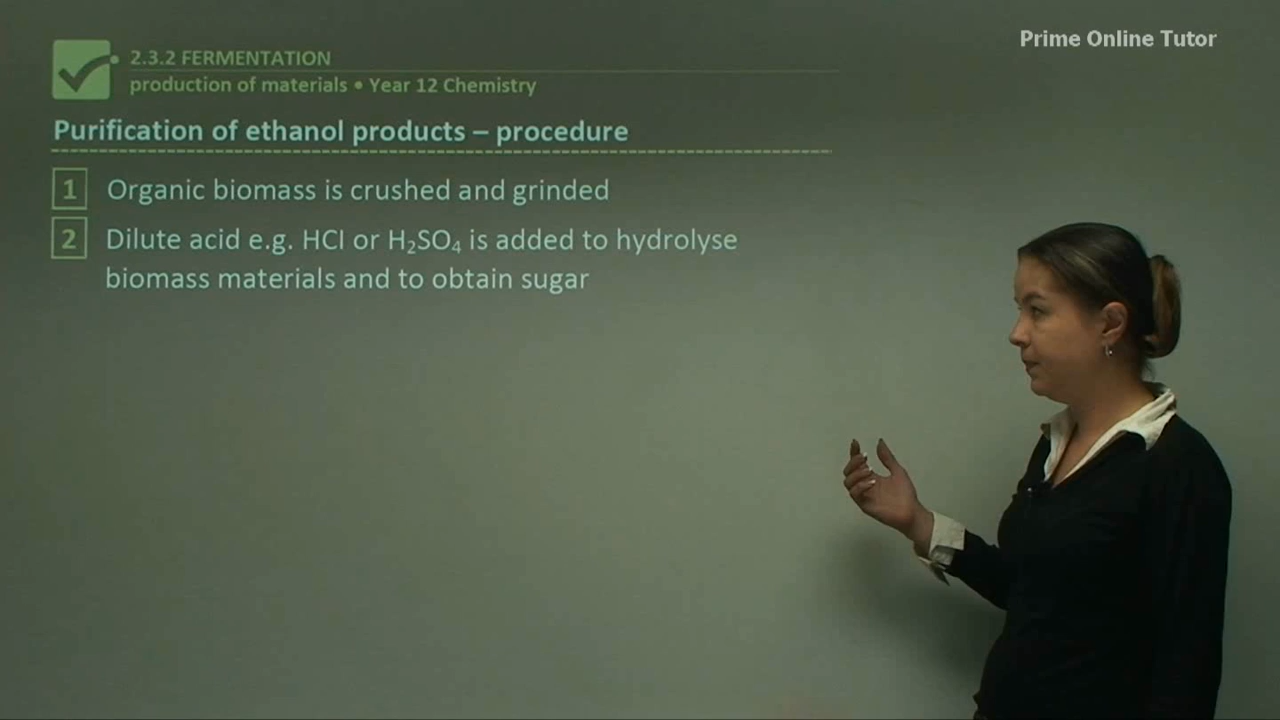 Prime Online Tutor
2.3.2 FERMENTATION
production of materials • Year 12 Chemistry
Purification of ethanol products – procedure
1 Organic biomass is crushed and grinded
2 Dilute acid e.g. HCl or H₂SO₄ is added to hydrolyse
biomass materials and to obtain sugar